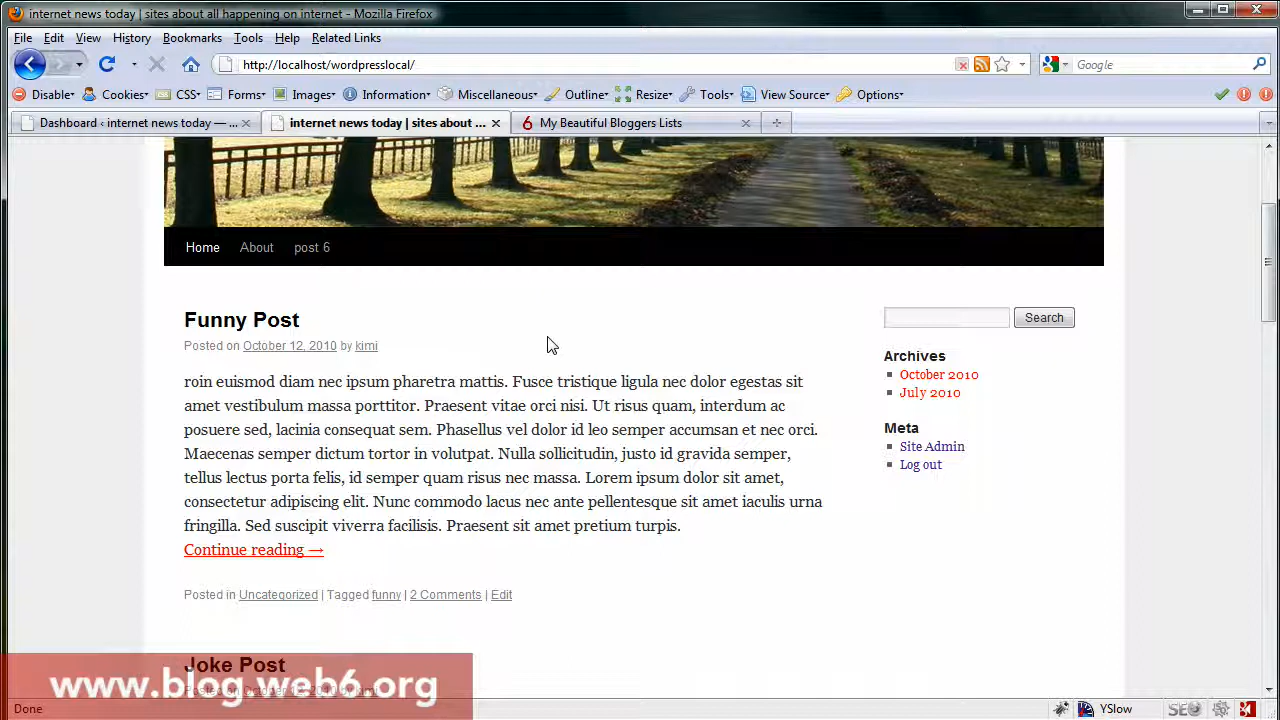 internet news today | sites about all happening on internet - Mozilla Firefox
File Edit View History Bookmarks Tools Help Related Links
http://localhost/wordpresslocal/
Google
Disable Cookies CSS Forms Images Information Miscellaneous Outline Resize Tools View Source Options
Dashboard ‹ internet news today — ...
internet news today | sites about ...
6 My Beautiful Bloggers Lists
Home About post 6
Funny Post
Posted on October 12, 2010 by kimi
roin euismod diam nec ipsum pharetra mattis. Fusce tristique ligula nec dolor egestas sit
amet vestibulum massa porttitor. Praesent vitae orci nisi. Ut risus quam, interdum ac
posuere sed, lacinia consequat sem. Phasellus vel dolor id leo semper accumsan et nec orci.
Maecenas semper dictum tortor in volutpat. Nulla sollicitudin, justo id gravida semper,
tellus lectus porta felis, id semper quam risus nec massa. Lorem ipsum dolor sit amet,
consectetur adipiscing elit. Nunc commodo lacus nec ante pellentesque sit amet iaculis urna
fringilla. Sed suscipit viverra facilisis. Praesent sit amet pretium turpis.
Continue reading →
Posted in Uncategorized | Tagged funny | 2 Comments | Edit
Search
Archives
October 2010
July 2010
Meta
Site Admin
Log out
Joke Post
Posted on October 12, 2010 by kimi
www.blog.web6.org
Done
YSlow
SEO